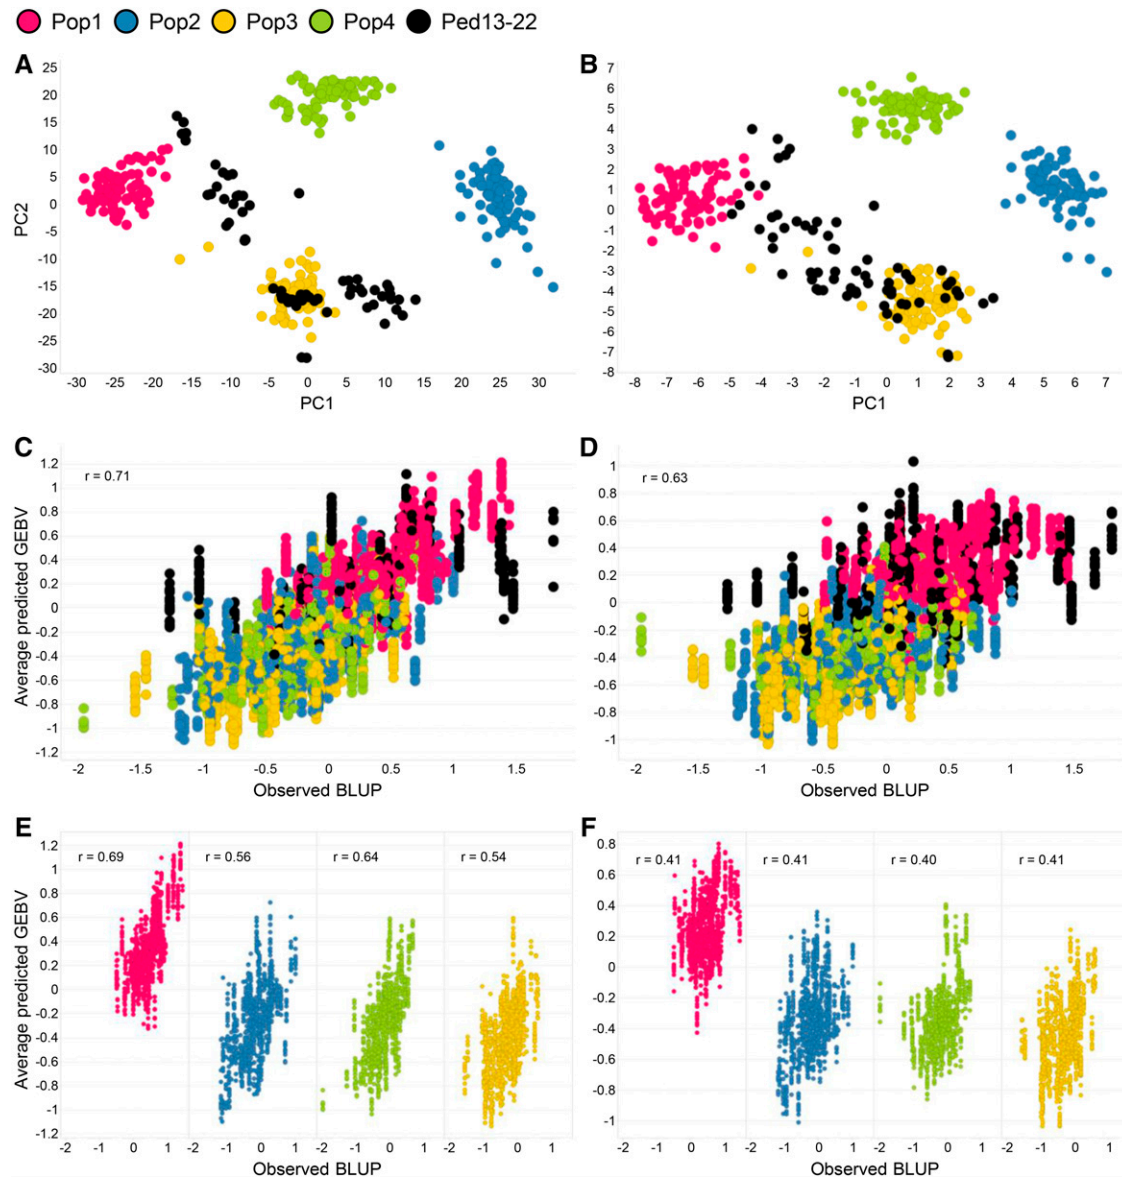 Pop1 Pop2 Pop3 Pop4 Ped13-22
A
25
20
15
10
5
0
-5
-10
-15
-20
-25
-30
PC2
-30 -25 -20 -15 -10 -5 0 5 10 15 20 25 30
PC1
B
7
6
5
4
3
2
1
0
-1
-2
-3
-4
-5
-6
-7
-8
-8 -7 -6 -5 -4 -3 -2 -1 0 1 2 3 4 5 6 7
PC1
C
r = 0.71
1.2
1
0.8
0.6
0.4
0.2
0
-0.2
-0.4
-0.6
-0.8
-1
-1.2
Average predicted GEBV
-2 -1.5 -1 -0.5 0 0.5 1 1.5
Observed BLUP
D
r = 0.63
1
0.8
0.6
0.4
0.2
0
-0.2
-0.4
-0.6
-0.8
-1
-2 -1.5 -1 -0.5 0 0.5 1 1.5
Observed BLUP
E
r = 0.69 r = 0.56 r = 0.64 r = 0.54
1.2
1
0.8
0.6
0.4
0.2
0
-0.2
-0.4
-0.6
-0.8
-1
-1.2
Average predicted GEBV
-2 -1 0 1 -2 -1 0 1 -2 -1 0 1 -2 -1 0 1
Observed BLUP
F
r = 0.41 r = 0.41 r = 0.40 r = 0.41
0.8
0.6
0.4
0.2
0
-0.2
-0.4
-0.6
-0.8
-1
-2 -1 0 1 -2 -1 0 1 -2 -1 0 1 -2 -1 0 1
Observed BLUP